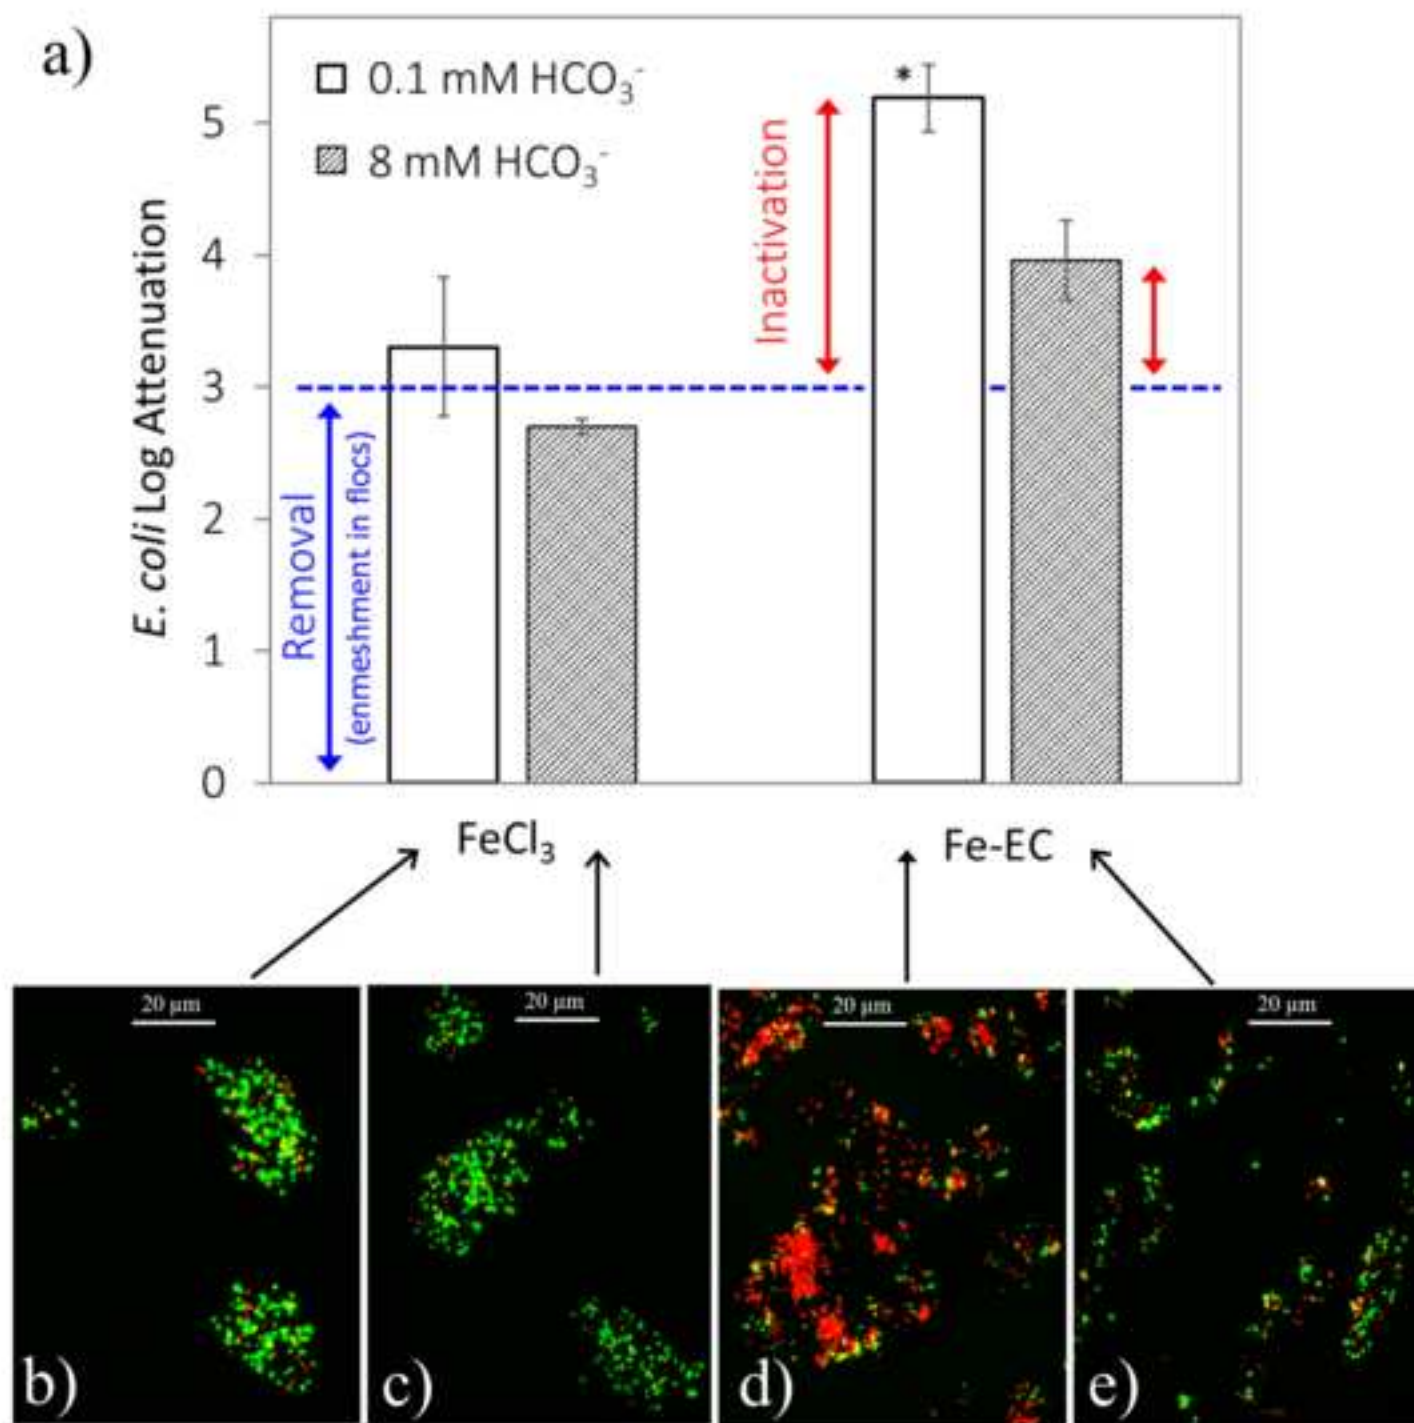 a)
0.1 mM HCO₃⁻
8 mM HCO₃⁻
*
5
4
3
2
1
0
E. coli Log Attenuation
Removal
(enmeshment in flocs)
Inactivation
FeCl₃
Fe-EC
20 µm
20 µm
20 µm
20 µm
b)
c)
d)
e)